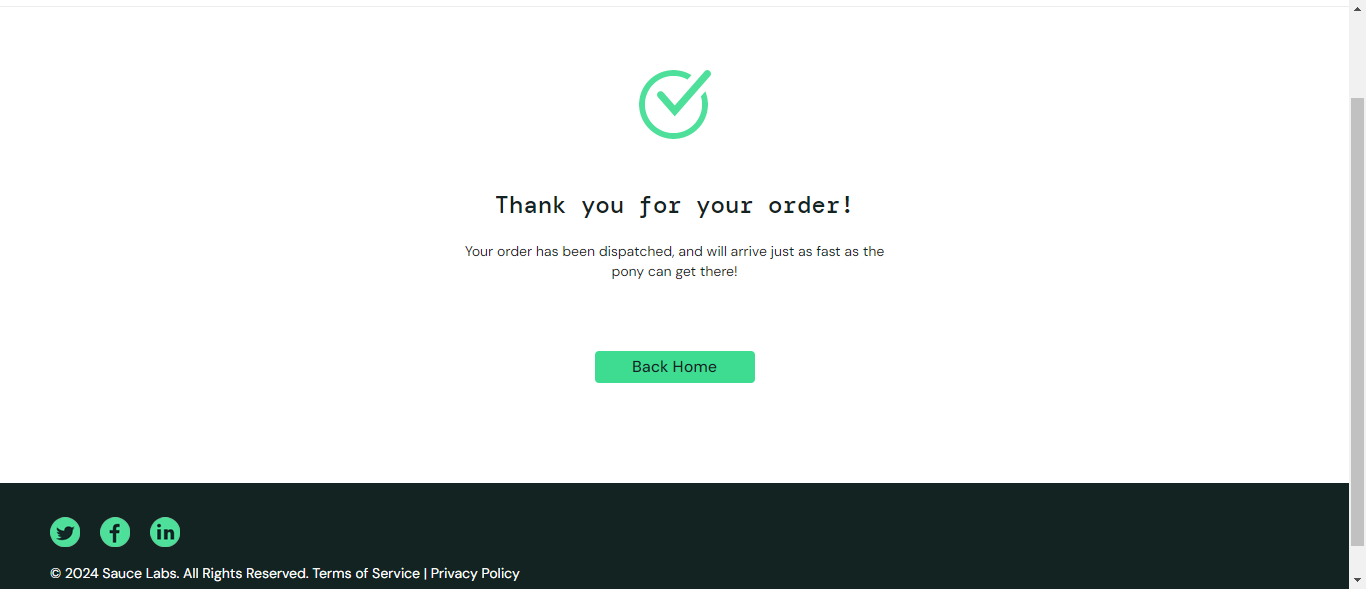 Thank you for your order!
Your order has been dispatched, and will arrive just as fast as the
pony can get there!
Back Home
© 2024 Sauce Labs. All Rights Reserved. Terms of Service | Privacy Policy